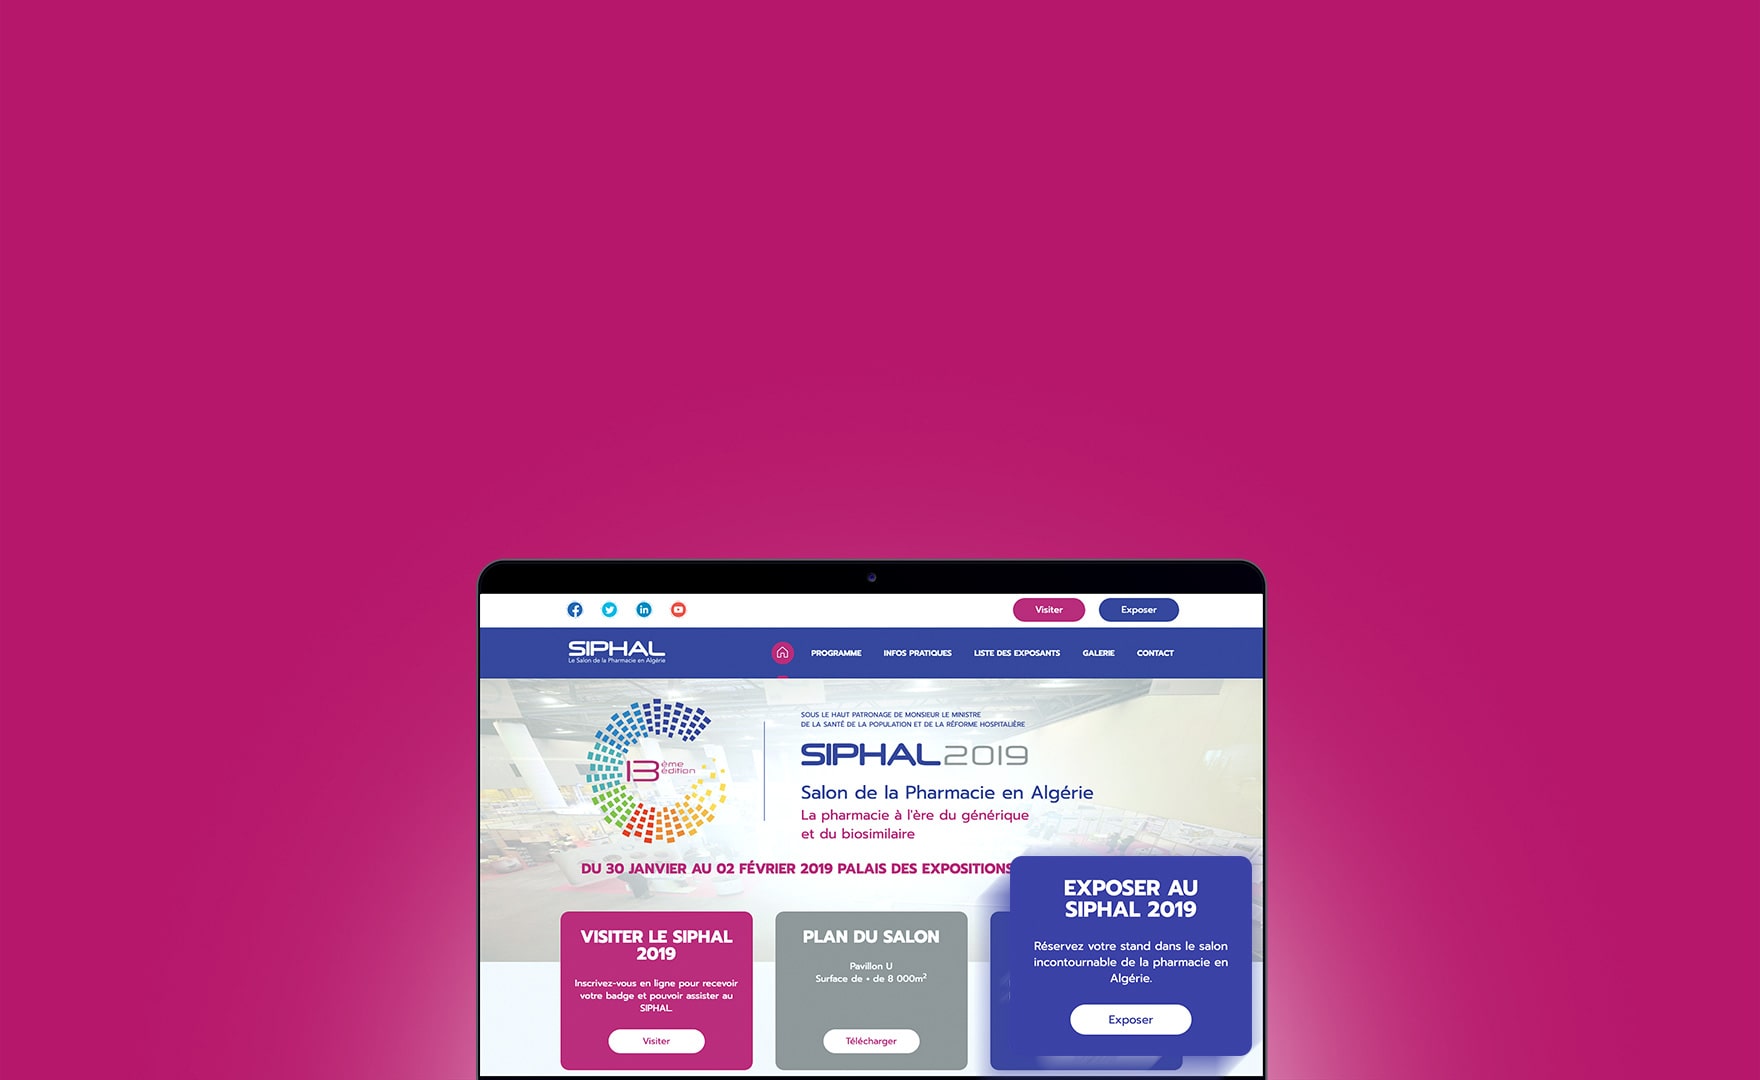 Visiter
Exposer
SIPHAL
Le Salon de la Pharmacie en Algérie
PROGRAMME
INFOS PRATIQUES
LISTE DES EXPOSANTS
GALERIE
CONTACT
13ème
édition
SOUS LE HAUT PATRONAGE DE MONSIEUR LE MINISTRE
DE LA SANTÉ DE LA POPULATION ET DE LA RÉFORME HOSPITALIÈRE
SIPHAL2019
Salon de la Pharmacie en Algérie
La pharmacie à l'ère du générique
et du biosimilaire
DU 30 JANVIER AU 02 FÉVRIER 2019 PALAIS DES EXPOSITIONS
VISITER LE SIPHAL
2019
Inscrivez-vous en ligne pour recevoir
votre badge et pouvoir assister au
SIPHAL.
Visiter
PLAN DU SALON
Pavillon U
Surface de + de 8 000m²
Télécharger
EXPOSER AU
SIPHAL 2019
Réservez votre stand dans le salon
incontournable de la pharmacie en
Algérie.
Exposer